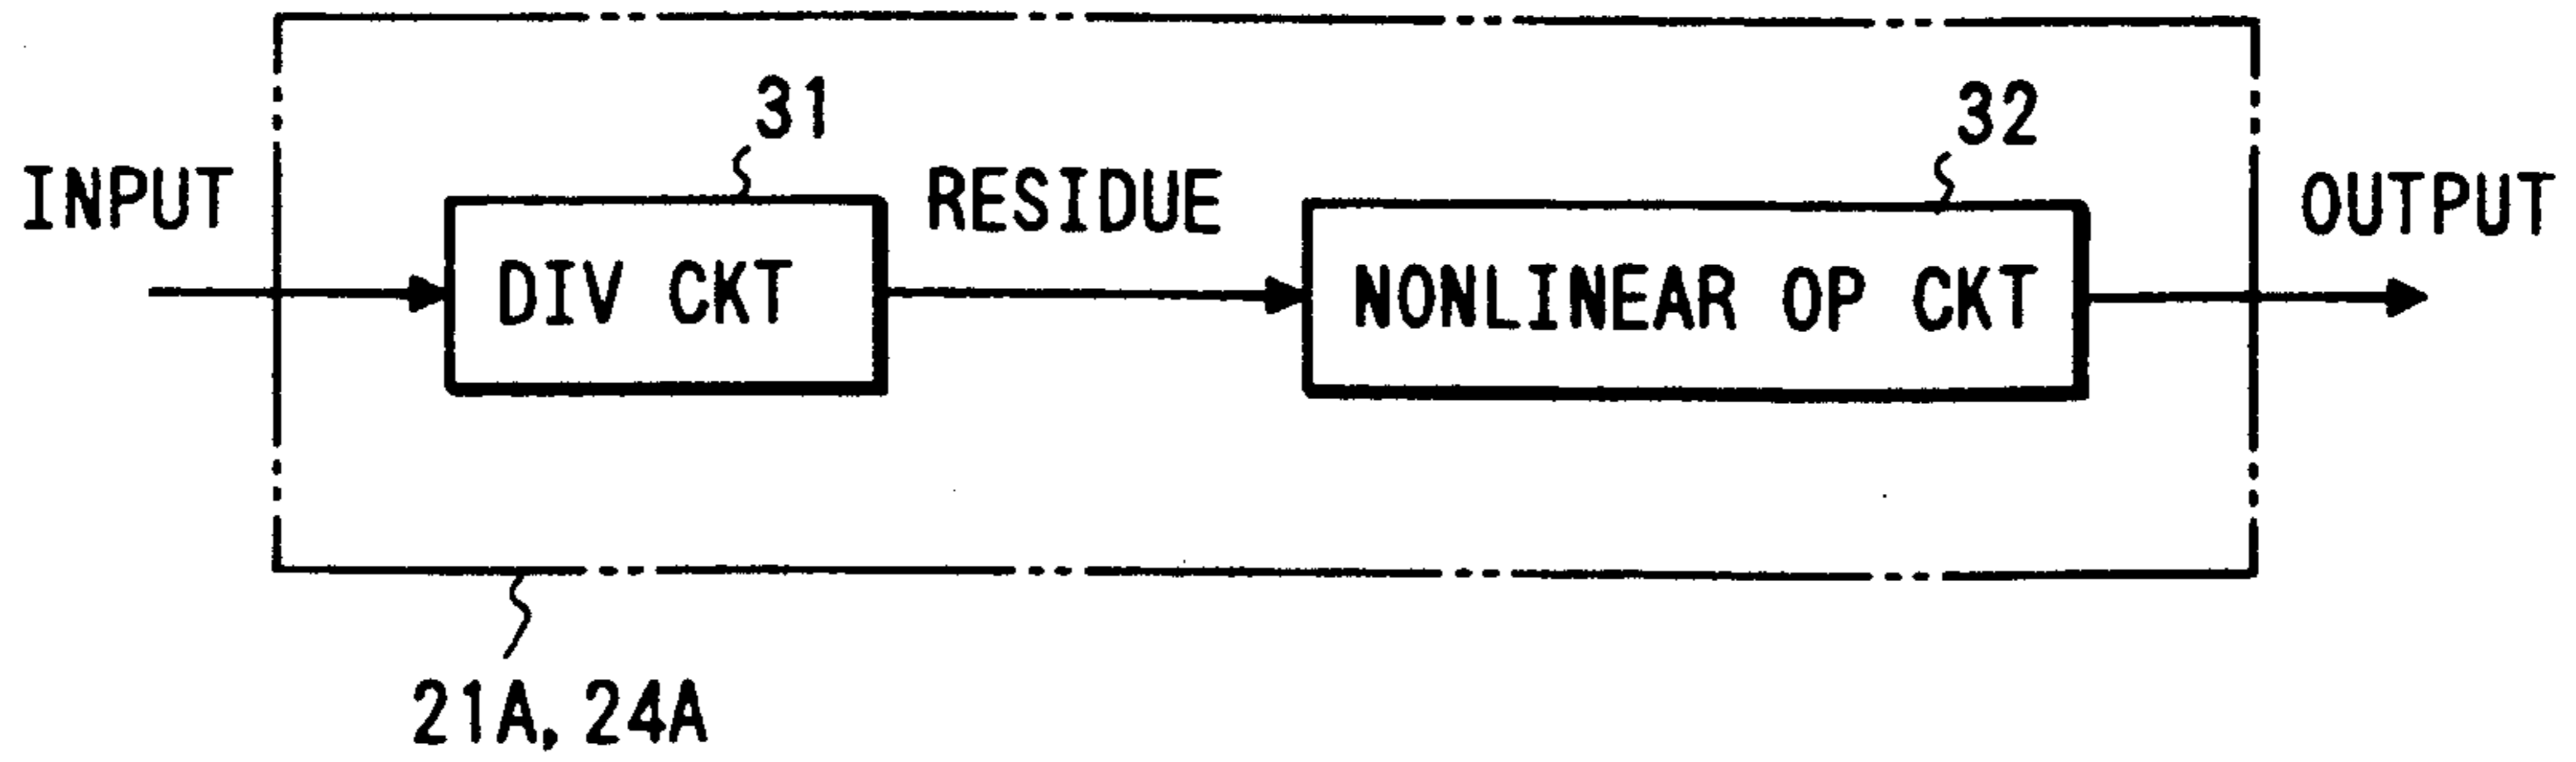 31
32
INPUT
RESIDUE
OUTPUT
DIV CKT
NONLINEAR OP CKT
21A, 24A